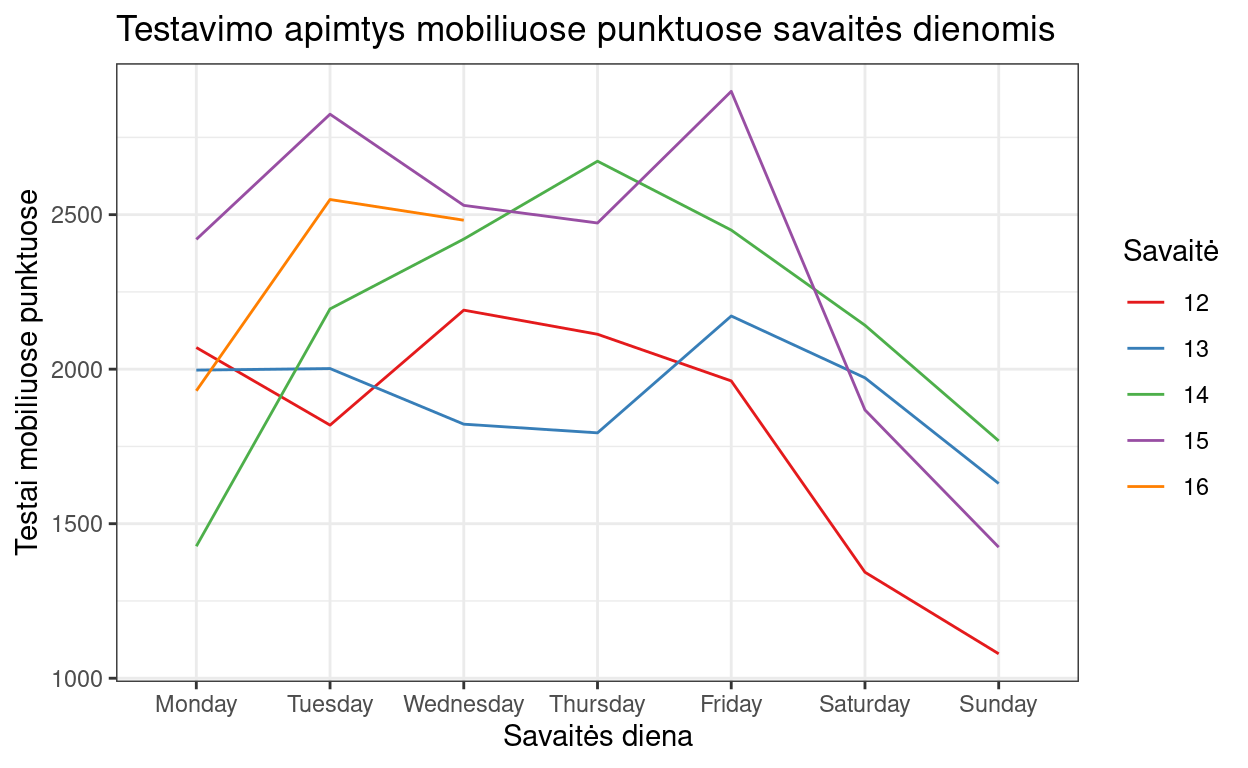 Testavimo apimtys mobiliuose punktuose savaitės dienomis
Testai mobiliuose punktuose
2500
2000
1500
1000
Monday Tuesday Wednesday Thursday Friday Saturday Sunday
Savaitės diena
Savaitė
12
13
14
15
16